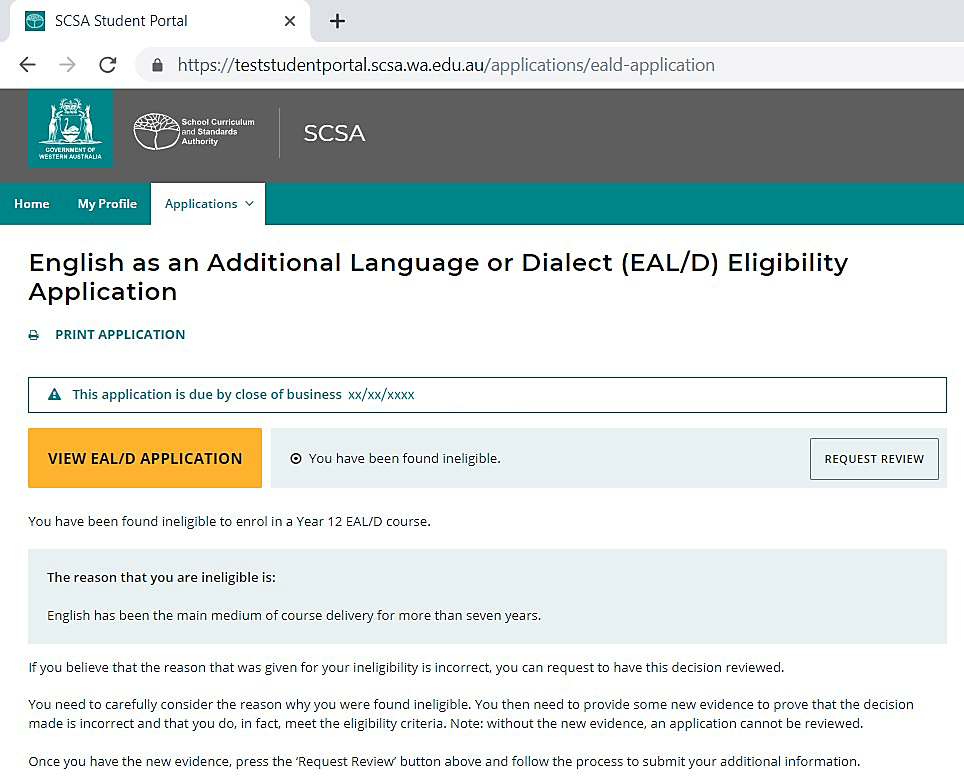 SCSA Student Portal
https://teststudentportal.scsa.wa.edu.au/applications/eald-application
GOVERNMENT OF
WESTERN AUSTRALIA
School Curriculum
and Standards
Authority
SCSA
Home
My Profile
Applications
English as an Additional Language or Dialect (EAL/D) Eligibility
Application
PRINT APPLICATION
This application is due by close of business xx/xx/xxxx
VIEW EAL/D APPLICATION
You have been found ineligible.
REQUEST REVIEW
You have been found ineligible to enrol in a Year 12 EAL/D course.
The reason that you are ineligible is:
English has been the main medium of course delivery for more than seven years.
If you believe that the reason that was given for your ineligibility is incorrect, you can request to have this decision reviewed.
You need to carefully consider the reason why you were found ineligible. You then need to provide some new evidence to prove that the decision
made is incorrect and that you do, in fact, meet the eligibility criteria. Note: without the new evidence, an application cannot be reviewed.
Once you have the new evidence, press the ‘Request Review’ button above and follow the process to submit your additional information.